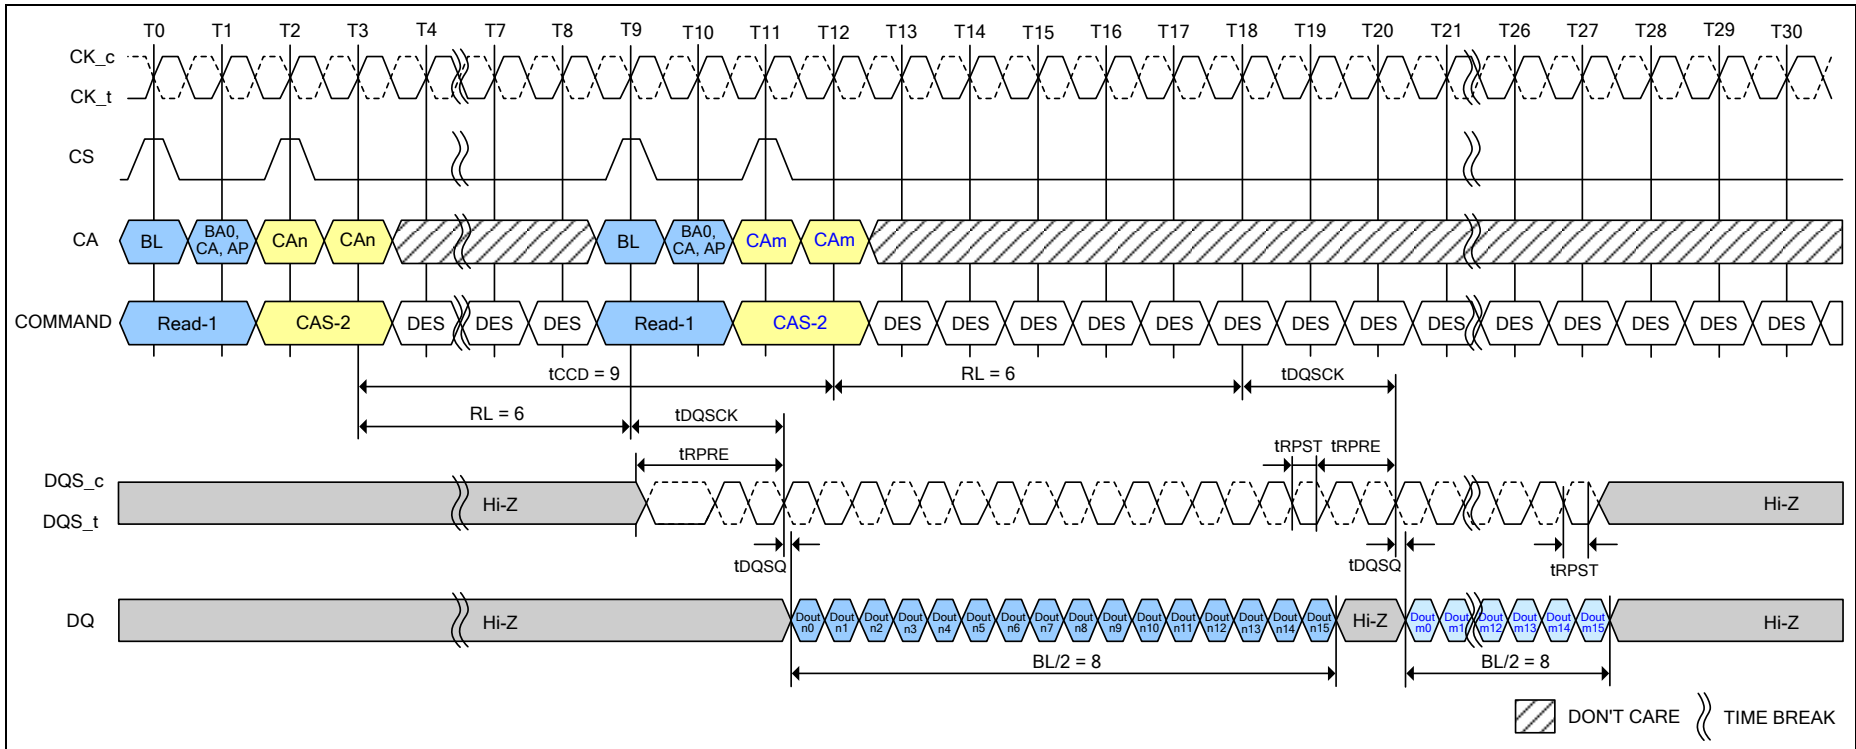 T0 T1 T2 T3 T4 T7 T8 T9 T10 T11 T12 T13 T14 T15 T16 T17 T18 T19 T20 T21 T26 T27 T28 T29 T30
CK_c
CK_t
CS
CA BL BA0, CA, AP CAn CAn BL BA0, CA, AP CAm CAm
COMMAND Read-1 CAS-2 DES DES DES Read-1 CAS-2 DES DES DES DES DES DES DES DES DES DES DES DES DES DES
tCCD = 9 RL = 6 tDQSCK
RL = 6 tDQSCK
tRPRE tRPST tRPRE
DQS_c
DQS_t
Hi-Z Hi-Z
tDQSQ tDQSQ tRPST
DQ Hi-Z Dout n0 Dout n1 Dout n2 Dout n3 Dout n4 Dout n5 Dout n6 Dout n7 Dout n8 Dout n9 Dout n10 Dout n11 Dout n12 Dout n13 Dout n14 Dout n15 Hi-Z Dout m0 Dout m1 Dout m12 Dout m13 Dout m14 Dout m15 Hi-Z
BL/2 = 8 BL/2 = 8
DON'T CARE TIME BREAK